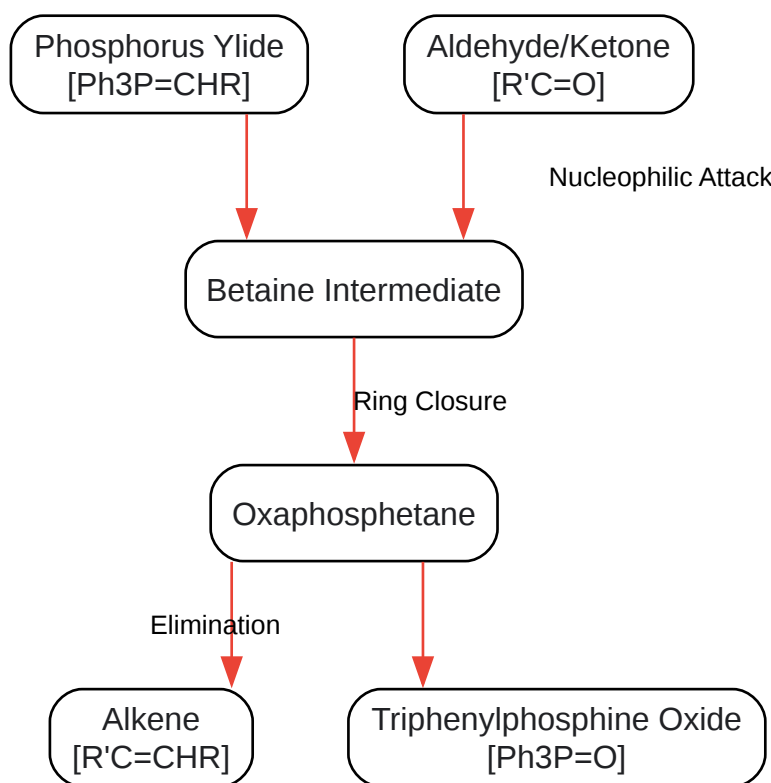 Phosphorus Ylide
[Ph3P=CHR]
Aldehyde/Ketone
[R'C=O]
Nucleophilic Attack
Betaine Intermediate
Ring Closure
Oxaphosphetane
Elimination
Alkene
[R'C=CHR]
Triphenylphosphine Oxide
[Ph3P=O]